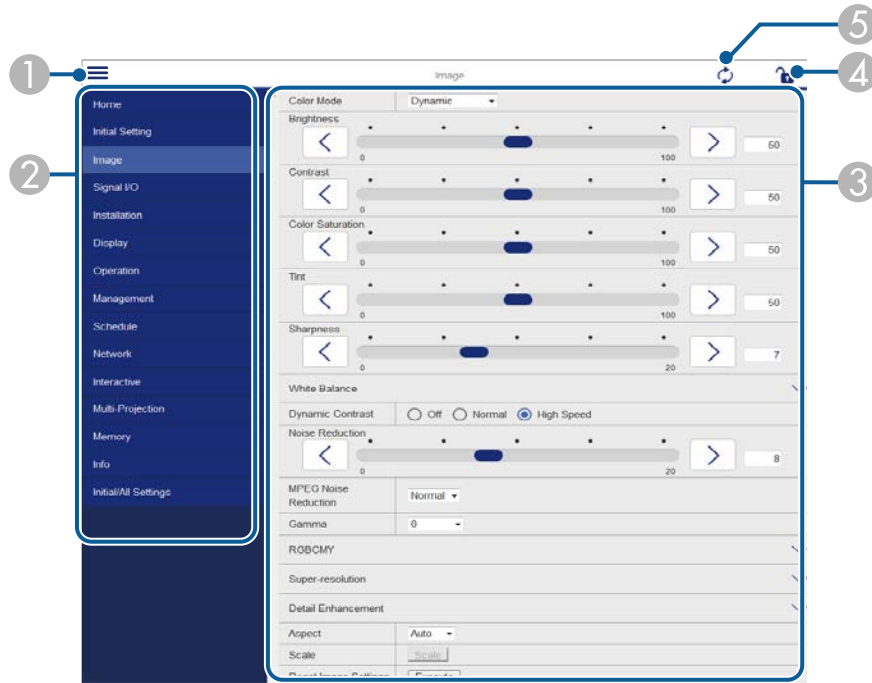 5
1
Image
4
2
Home
Initial Setting
Image
Signal I/O
Installation
Display
Operation
Management
Schedule
Network
Interactive
Multi-Projection
Memory
Info
Initial/All Settings
3
Color Mode Dynamic
Brightness
0 100 50
Contrast
0 100 50
Color Saturation
0 100 50
Tint
0 100 50
Sharpness
0 20 7
White Balance
Dynamic Contrast Off Normal High Speed
Noise Reduction
0 20 8
MPEG Noise
Reduction
Normal
Gamma 0
RGBCMY
Super-resolution
Detail Enhancement
Aspect Auto
Scale Scale
Reset Image Settings Execute